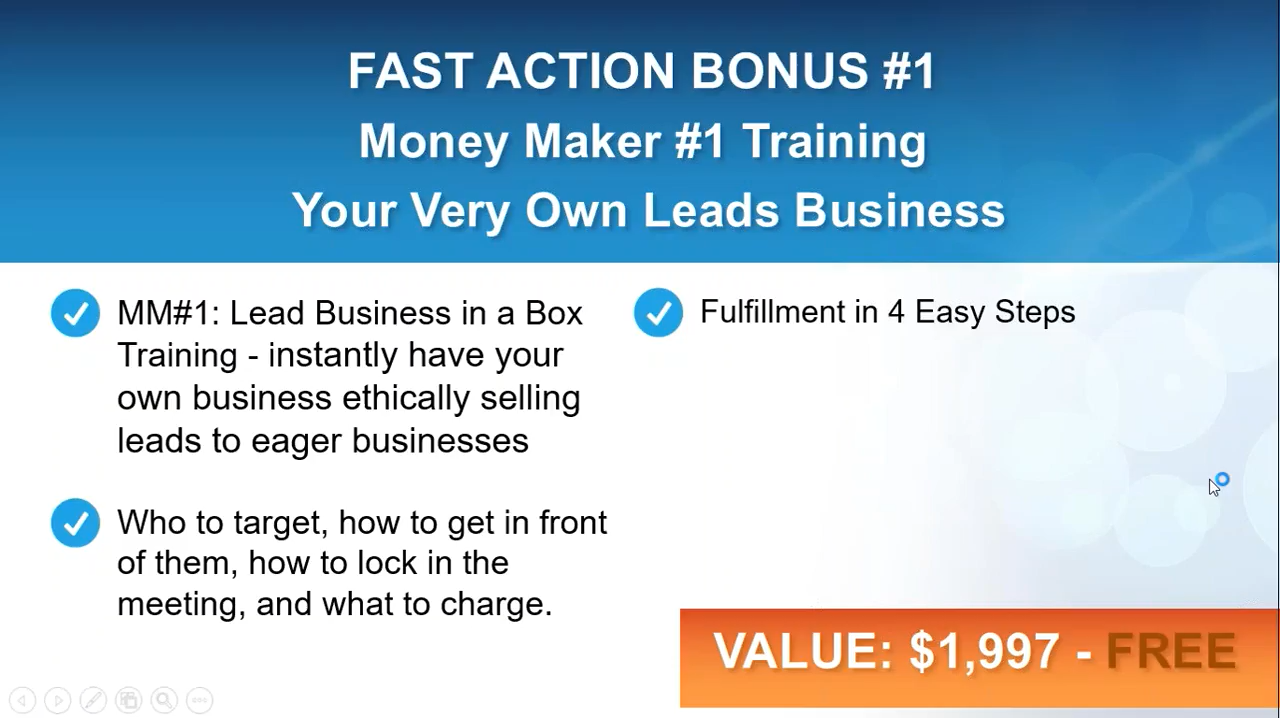 FAST ACTION BONUS #1
Money Maker #1 Training
Your Very Own Leads Business
MM#1: Lead Business in a Box
Training - instantly have your
own business ethically selling
leads to eager businesses
Who to target, how to get in front
of them, how to lock in the
meeting, and what to charge.
Fulfillment in 4 Easy Steps
VALUE: $1,997 - FREE